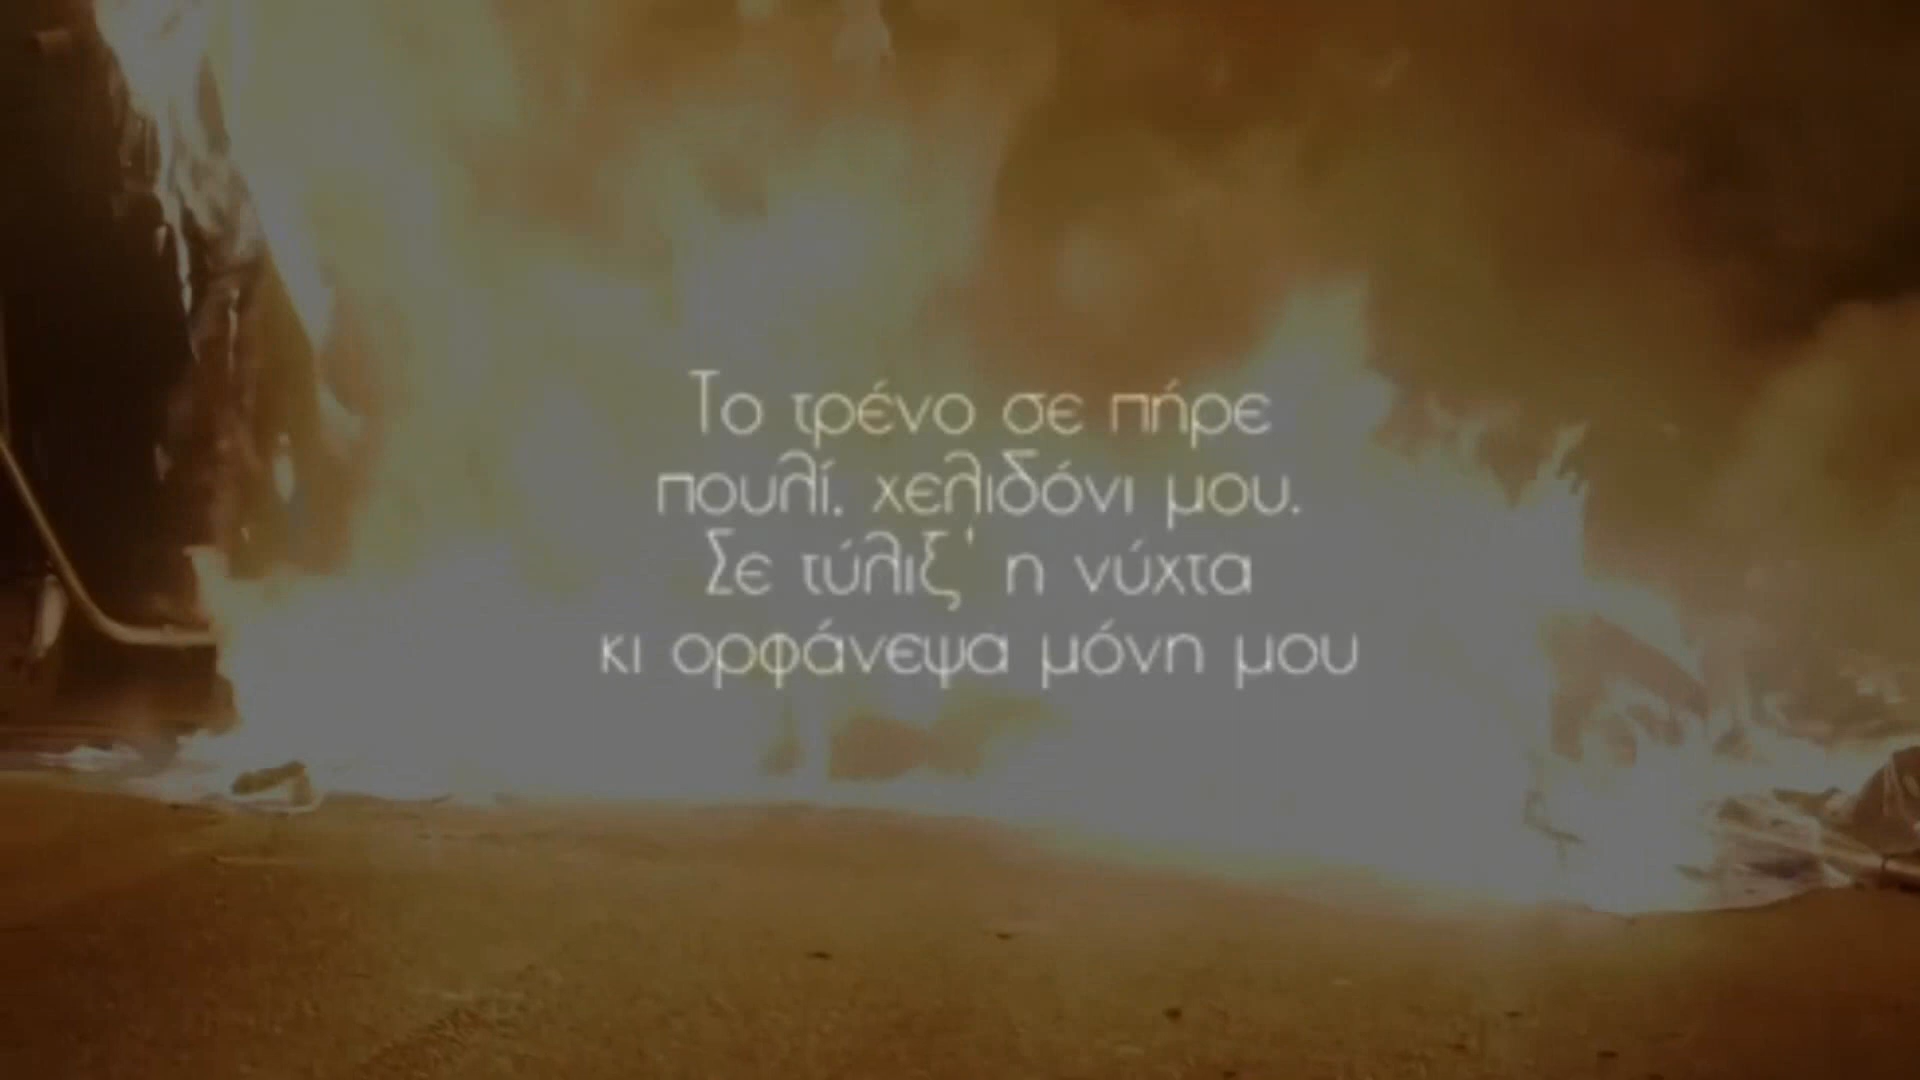 Το τρένο σε πήρε
πουλί, χελιδόνι μου.
Σε τύλιξ' η νύχτα
κι ορφάνεψα μόνη μου